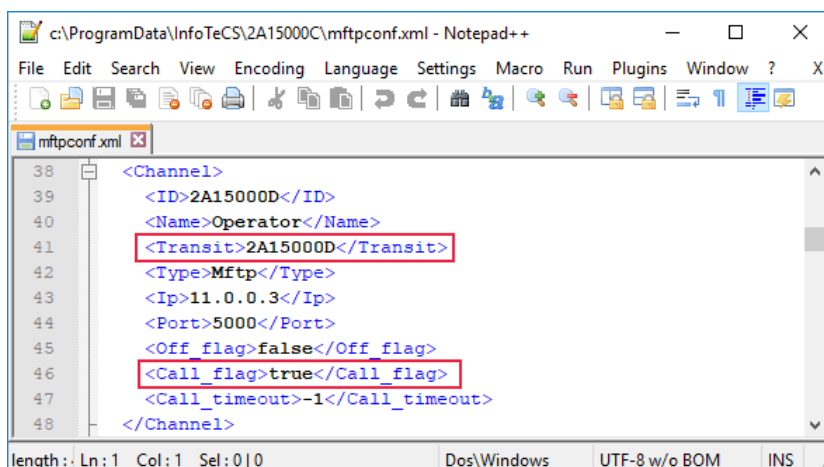 c:\ProgramData\InfoTeCS\2A15000C\mftpconf.xml - Notepad++
File Edit Search View Encoding Language Settings Macro Run Plugins Window ? X
mftpconf.xml
38 <Channel>
39 <ID>2A15000D</ID>
40 <Name>Operator</Name>
41 <Transit>2A15000D</Transit>
42 <Type>Mftp</Type>
43 <Ip>11.0.0.3</Ip>
44 <Port>5000</Port>
45 <Off_flag>false</Off_flag>
46 <Call_flag>true</Call_flag>
47 <Call_timeout>-1</Call_timeout>
48 </Channel>
length : Ln : 1 Col : 1 Sel : 0 | 0 Dos\Windows UTF-8 w/o BOM INS